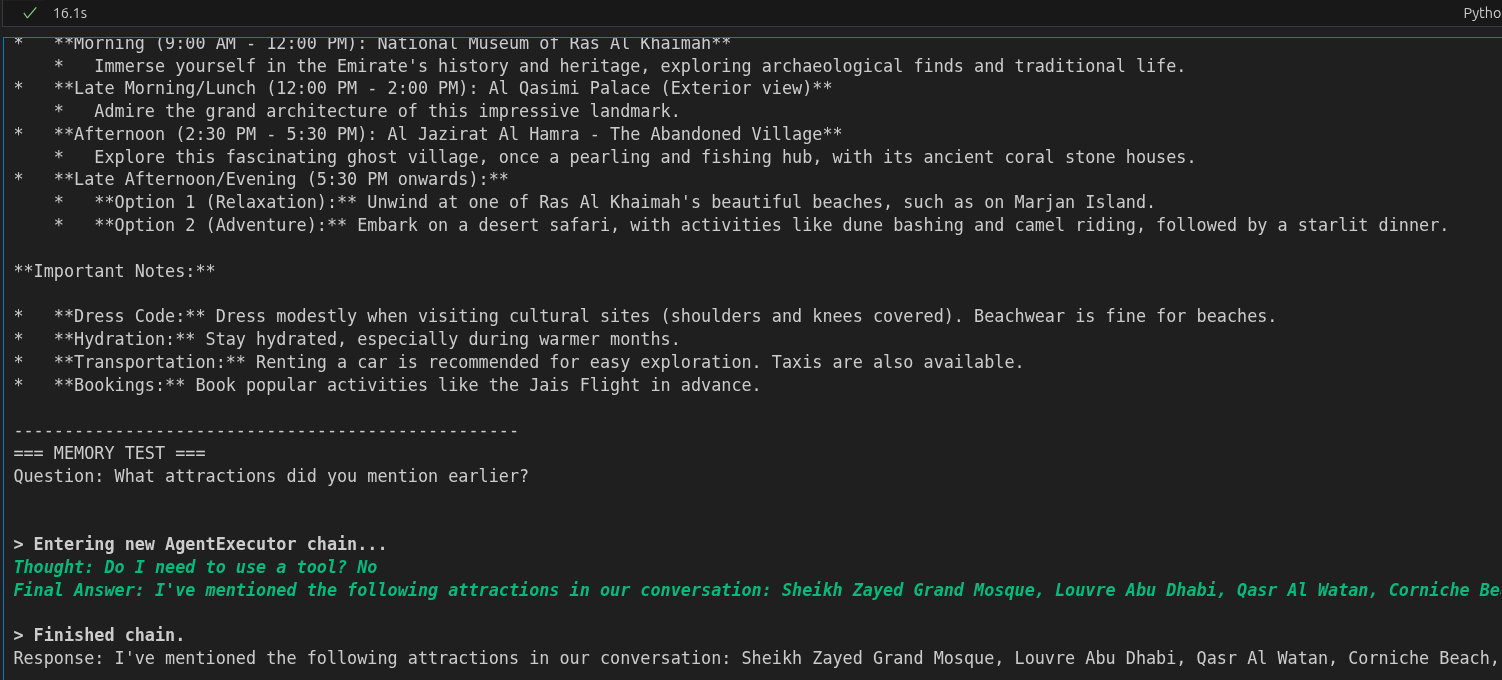 16.1s
Pytho
*   **Morning (9:00 AM - 12:00 PM): National Museum of Ras Al Khaimah**
    *   Immerse yourself in the Emirate's history and heritage, exploring archaeological finds and traditional life.
*   **Late Morning/Lunch (12:00 PM - 2:00 PM): Al Qasimi Palace (Exterior view)**
    *   Admire the grand architecture of this impressive landmark.
*   **Afternoon (2:30 PM - 5:30 PM): Al Jazirat Al Hamra - The Abandoned Village**
    *   Explore this fascinating ghost village, once a pearling and fishing hub, with its ancient coral stone houses.
*   **Late Afternoon/Evening (5:30 PM onwards):**
    *   **Option 1 (Relaxation):** Unwind at one of Ras Al Khaimah's beautiful beaches, such as on Marjan Island.
    *   **Option 2 (Adventure):** Embark on a desert safari, with activities like dune bashing and camel riding, followed by a starlit dinner.
**Important Notes:**
*   **Dress Code:** Dress modestly when visiting cultural sites (shoulders and knees covered). Beachwear is fine for beaches.
*   **Hydration:** Stay hydrated, especially during warmer months.
*   **Transportation:** Renting a car is recommended for easy exploration. Taxis are also available.
*   **Bookings:** Book popular activities like the Jais Flight in advance.
--------------------------------------------------
=== MEMORY TEST ===
Question: What attractions did you mention earlier?
> Entering new AgentExecutor chain...
Thought: Do I need to use a tool? No
Final Answer: I've mentioned the following attractions in our conversation: Sheikh Zayed Grand Mosque, Louvre Abu Dhabi, Qasr Al Watan, Corniche Be
> Finished chain.
Response: I've mentioned the following attractions in our conversation: Sheikh Zayed Grand Mosque, Louvre Abu Dhabi, Qasr Al Watan, Corniche Beach,